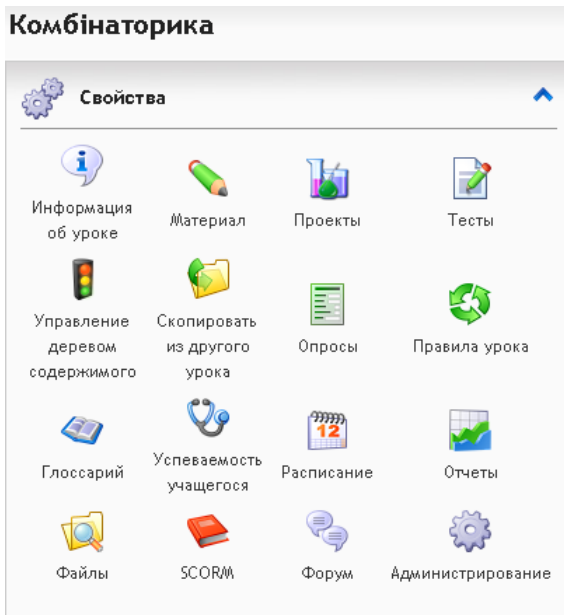 Комбінаторика
Свойства
Информация об уроке
Материал
Проекты
Тесты
Управление деревом содержимого
Скопировать из другого урока
Опросы
Правила урока
Глоссарий
Успеваемость учащегося
12
Расписание
Отчеты
Файлы
SCORM
Форум
Администрирование